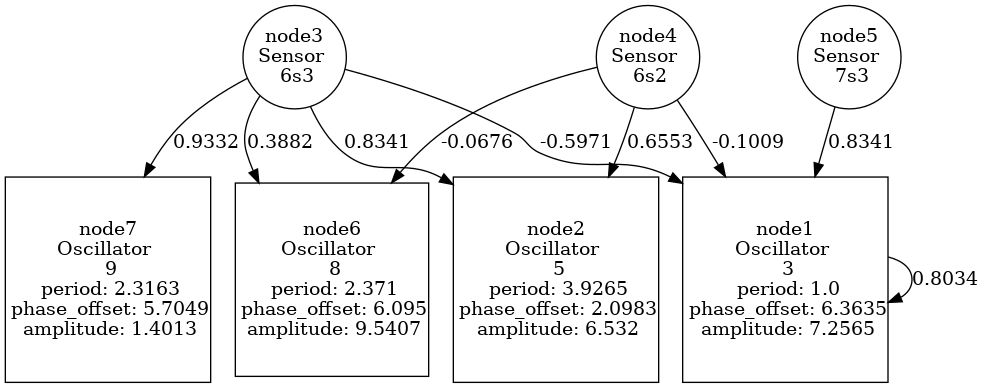 node3
Sensor
6s3
node4
Sensor
6s2
node5
Sensor
7s3
0.9332
0.3882
0.8341
-0.0676
-0.5971
0.6553
-0.1009
0.8341
node7
Oscillator
9
period: 2.3163
phase_offset: 5.7049
amplitude: 1.4013
node6
Oscillator
8
period: 2.371
phase_offset: 6.095
amplitude: 9.5407
node2
Oscillator
5
period: 3.9265
phase_offset: 2.0983
amplitude: 6.532
node1
Oscillator
3
period: 1.0
phase_offset: 6.3635
amplitude: 7.2565
0.8034